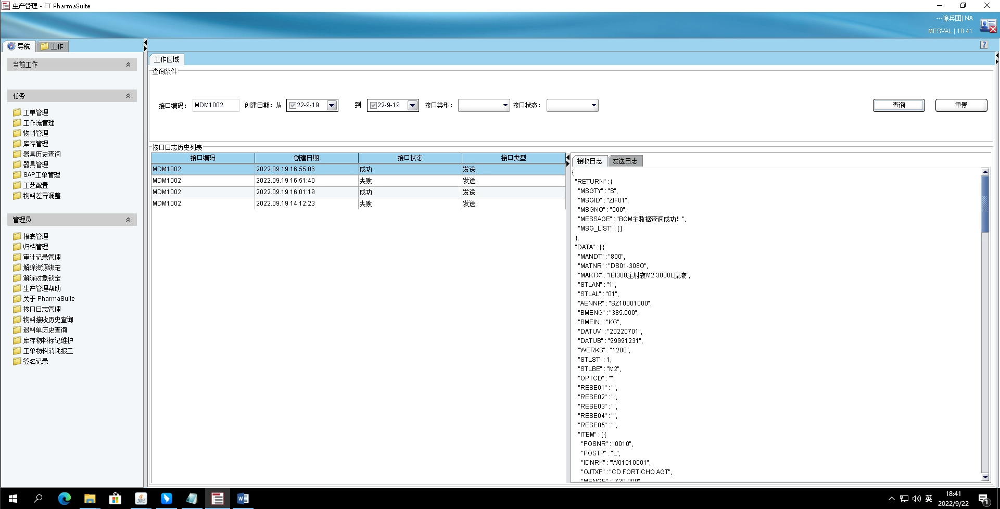 生产管理 - FT PharmaSuite
---徐兵团| NA
MESVAL | 18:41
导航
工作
当前工作
任务
工单管理
工作流管理
物料管理
库存管理
器具历史查询
器具管理
SAP工单管理
工艺配置
物料差异调整
管理员
报表管理
归档管理
审计记录管理
解除资源绑定
解除对象锁定
生产管理帮助
关于 PharmaSuite
接口日志管理
物料接收历史查询
退料单历史查询
库存物料标记维护
工单物料消耗报工
签名记录
?
工作区域
查询条件
接口编码： MDM1002 创建日期：从 22-9-19 到 22-9-19 接口类型： 接口状态： 查询 重置
接口日志历史列表
接口编码 创建日期 接口状态 接口类型
MDM1002 2022.09.19 16:55:06 成功 发送
MDM1002 2022.09.19 16:51:40 失败 发送
MDM1002 2022.09.19 16:01:19 成功 发送
MDM1002 2022.09.19 14:12:23 失败 发送
接收日志 发送日志
{
"RETURN" : {
"MSGTY" : "S",
"MSGID" : "ZIF01",
"MSGNO" : "000",
"MESSAGE" : "BOM主数据查询成功！",
"MSG_LIST" : [ ]
},
"DATA" : [ {
"MANDT" : "800",
"MATNR" : "DS01-308O",
"MAKTX" : "IBI308注射液M2 3000L原液",
"STLAN" : "1",
"STLAL" : "01",
"AENNR" : "SZ10001000",
"BMENG" : "385.000",
"BMEIN" : "KG",
"DATUV" : "20220701",
"DATUB" : "99991231",
"WERKS" : "1200",
"STLST" : 1,
"STLBE" : "M2",
"OPTCD" : "",
"RESE01" : "",
"RESE02" : "",
"RESE03" : "",
"RESE04" : "",
"RESE05" : "",
"ITEM" : [ {
"POSNR" : "0010",
"POSTP" : "L",
"IDNRK" : "W01010001",
"OJTXP" : "CD FORTICHO AGT",
"MENGE" : "720.000"
英
18:41
2022/9/22
1